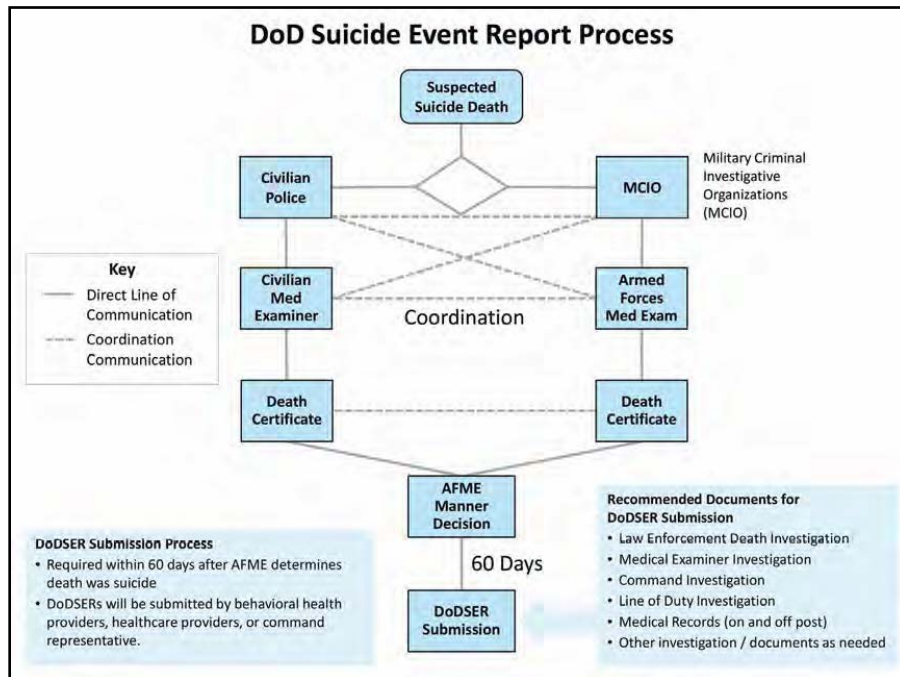 DoD Suicide Event Report Process
Suspected
Suicide Death
Civilian
Police
MCIO
Military Criminal
Investigative
Organizations
(MCIO)
Key
Direct Line of
Communication
Coordination
Communication
Civilian
Med
Examiner
Coordination
Armed
Forces
Med Exam
Death
Certificate
Death
Certificate
AFME
Manner
Decision
60 Days
DoDSER
Submission
DoDSER Submission Process
• Required within 60 days after AFME determines
death was suicide
• DoDSERs will be submitted by behavioral health
providers, healthcare providers, or command
representative.
Recommended Documents for
DoDSER Submission
• Law Enforcement Death Investigation
• Medical Examiner Investigation
• Command Investigation
• Line of Duty Investigation
• Medical Records (on and off post)
• Other investigation / documents as needed